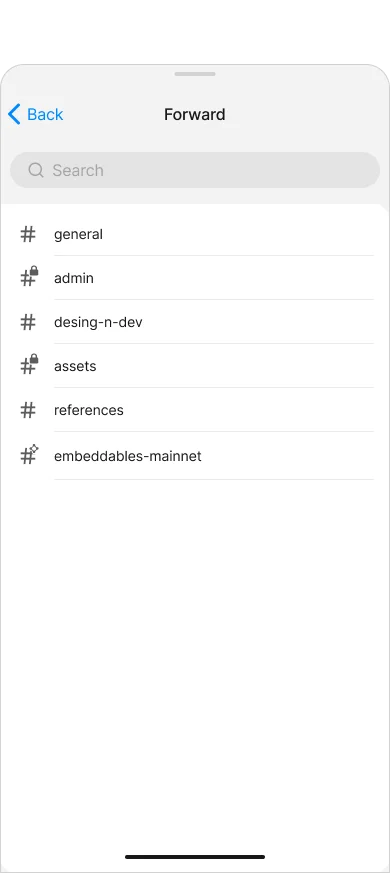 Back
Forward
Search
# general
# admin
# desing-n-dev
# assets
# references
# embeddables-mainnet